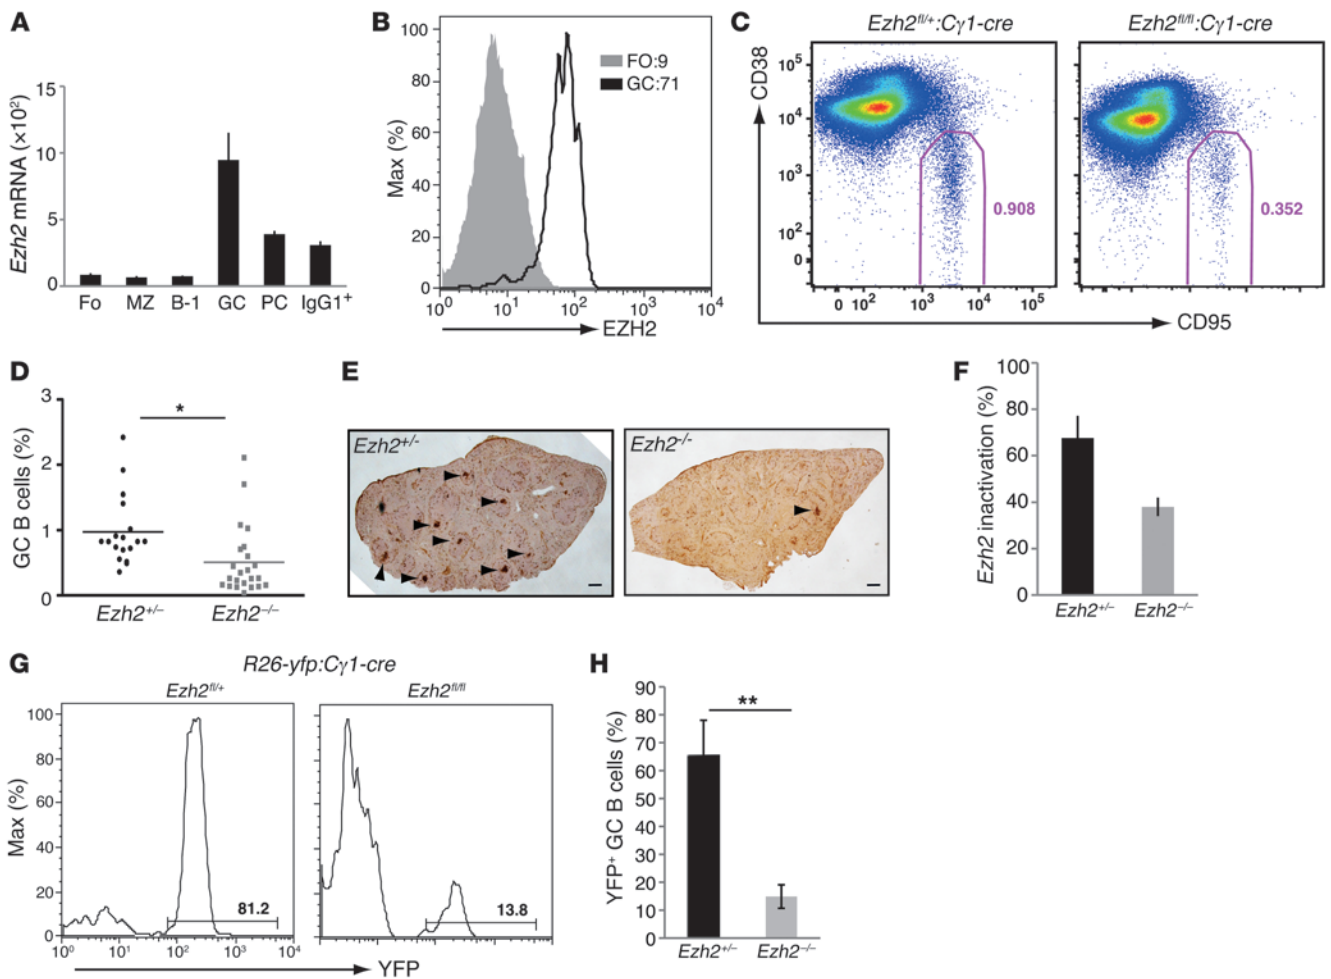 A
Ezh2 mRNA (×10²)
15
10
5
0
Fo MZ B-1 GC PC IgG1⁺
B
Max (%)
100
80
60
40
20
0
FO:9
GC:71
10⁰ 10¹ 10² 10³ 10⁴
EZH2
C
Ezh2fl/+:Cγ1-cre
Ezh2fl/fl:Cγ1-cre
CD38
10⁵
10⁴
10³
10²
0
0.908
0.352
0 10² 10³ 10⁴ 10⁵
0 10² 10³ 10⁴ 10⁵
CD95
D
GC B cells (%)
3
2
1
0
*
Ezh2+/–
Ezh2–/–
E
Ezh2+/-
Ezh2-/-
F
Ezh2 inactivation (%)
100
80
60
40
20
0
Ezh2+/–
Ezh2–/–
G
R26-yfp:Cγ1-cre
Ezh2fl/+
Ezh2fl/fl
Max (%)
100
80
60
40
20
0
81.2
13.8
10⁰ 10¹ 10² 10³ 10⁴
YFP
H
YFP⁺ GC B cells (%)
90
80
70
60
50
40
30
20
10
0
**
Ezh2+/–
Ezh2–/–